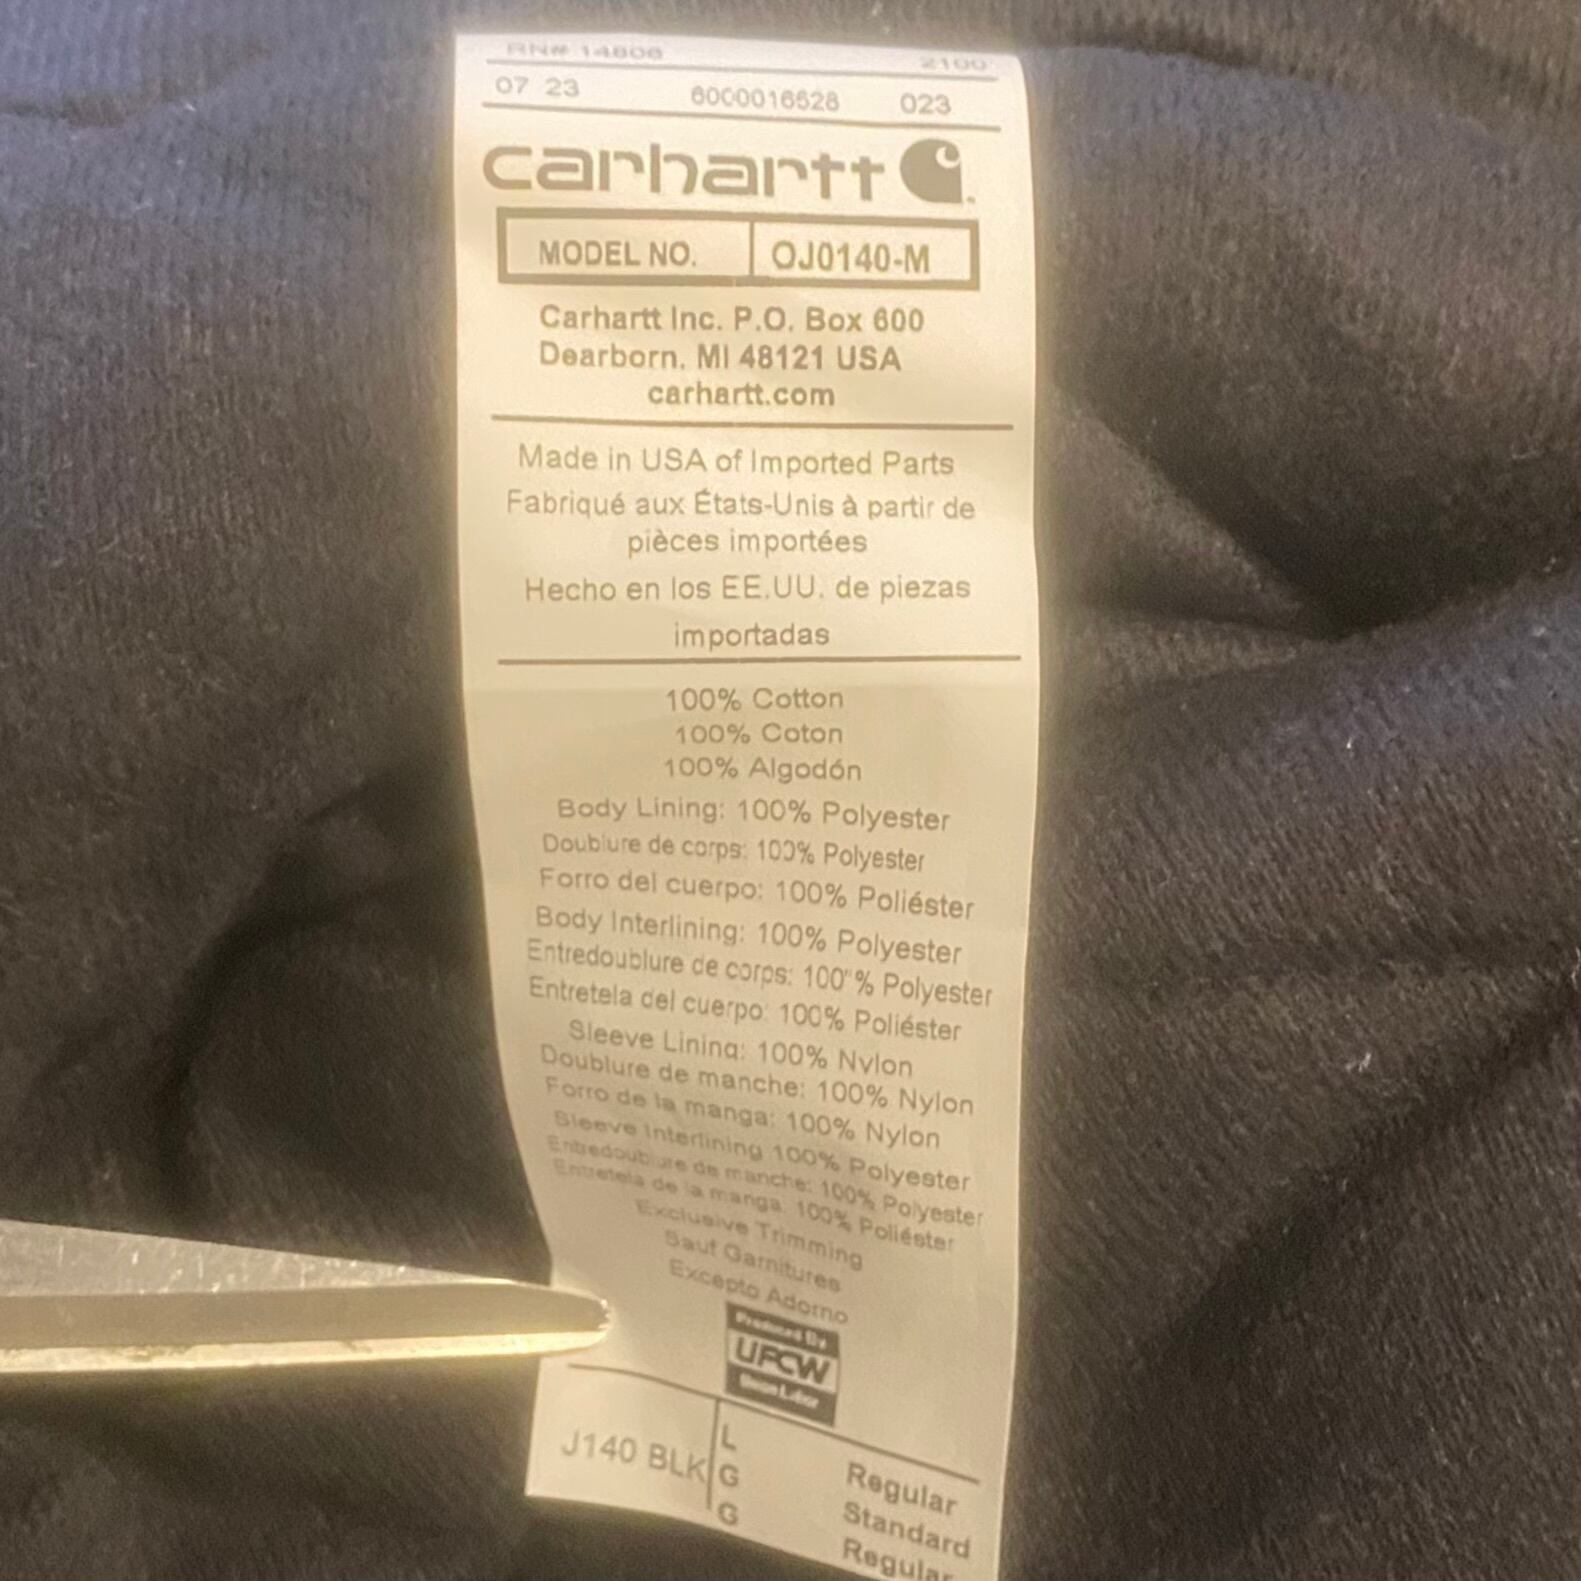 RN# 14806 2100
07 23 6000016528 023
carhartt
MODEL NO. OJ0140-M
Carhartt Inc. P.O. Box 600
Dearborn, MI 48121 USA
carhartt.com
Made in USA of Imported Parts
Fabriqué aux États-Unis à partir de
pièces importées
Hecho en los EE.UU. de piezas
importadas
100% Cotton
100% Coton
100% Algodón
Body Lining: 100% Polyester
Doublure de corps: 100% Polyester
Forro del cuerpo: 100% Poliéster
Body Interlining: 100% Polyester
Entredoublure de corps: 100% Polyester
Entretela del cuerpo: 100% Poliéster
Sleeve Lining: 100% Nylon
Doublure de manche: 100% Nylon
Forro de la manga: 100% Nylon
Sleeve Interlining 100% Polyester
Entredoublure de manche: 100% Polyester
Entretela de la manga: 100% Poliéster
Exclusive Trimming
Sauf Garnitures
Excepto Adorno
Produced By
UFCW
Union Labor
J140 BLK
L Regular
G Standard
G Regular